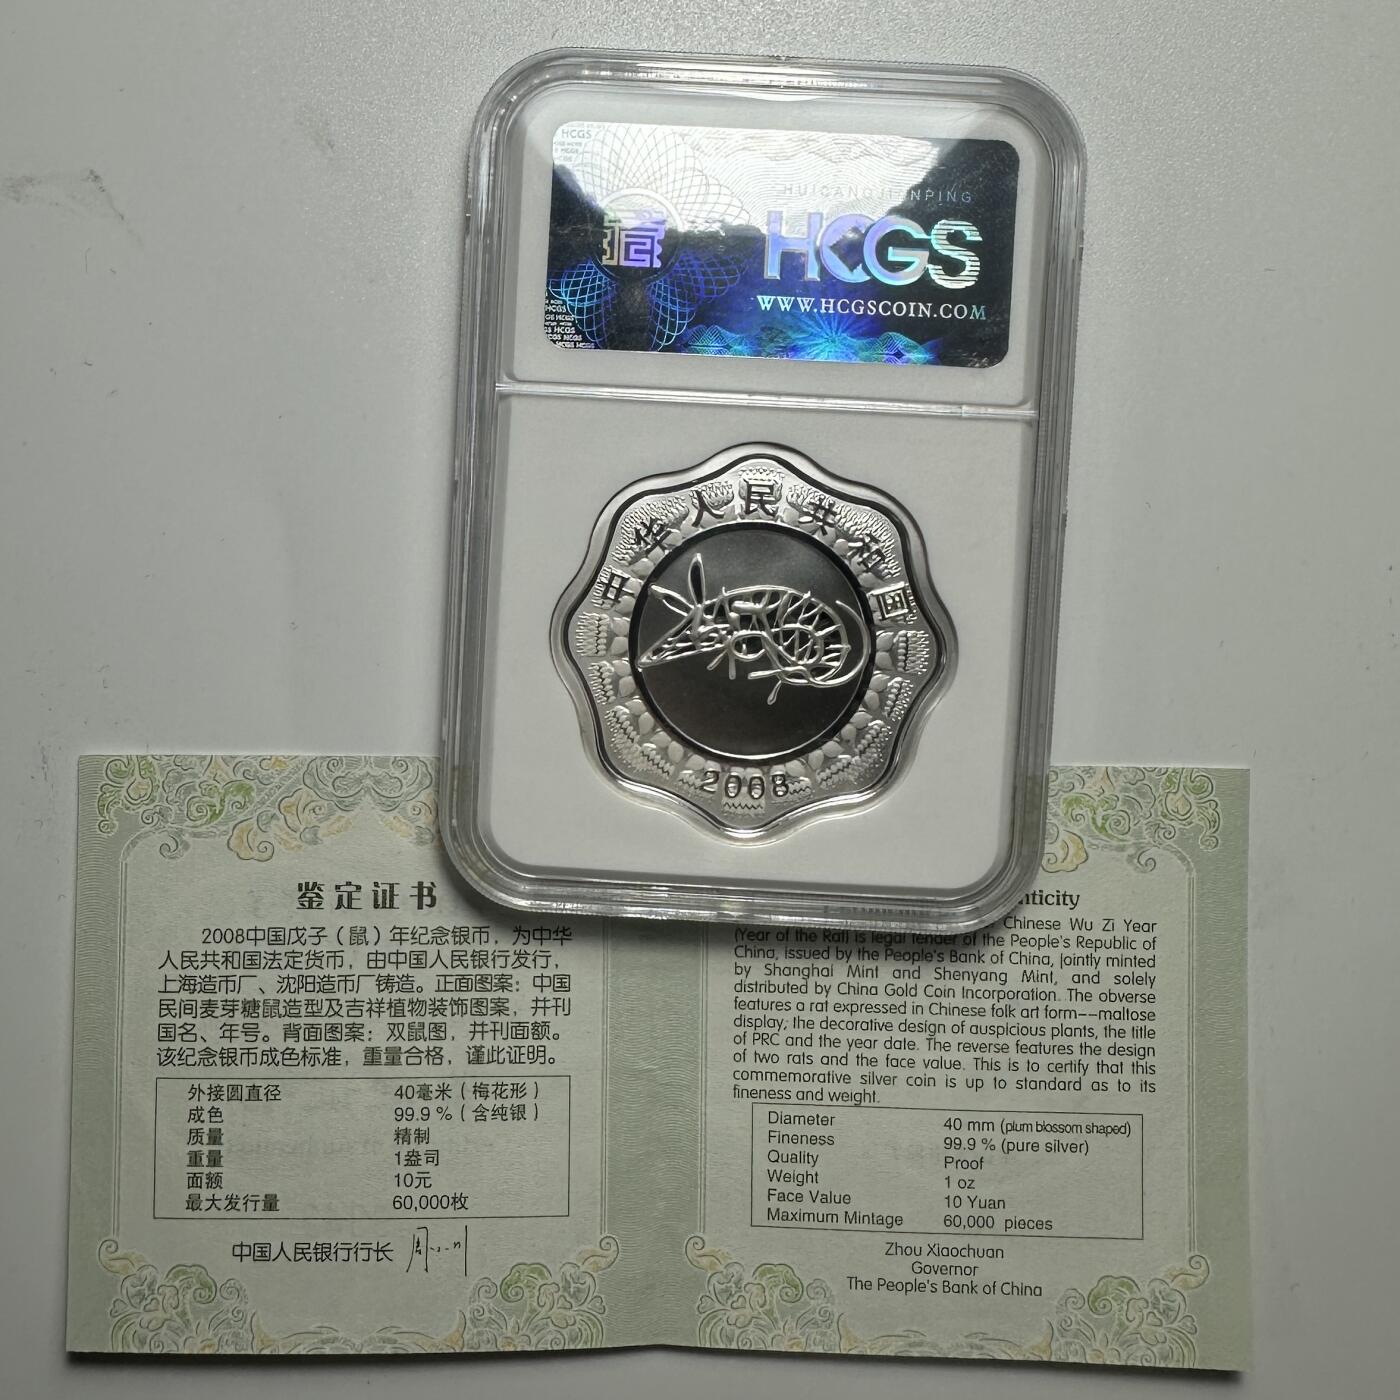 HCGS
HUICANGJIANPING
HCGS
WWW.HCGSCOIN.COM
中华人民共和国
2008
鉴定证书
2008中国戊子（鼠）年纪念银币，为中华
人民共和国法定货币，由中国人民银行发行，
上海造币厂、沈阳造币厂铸造。正面图案：中国
民间麦芽糖鼠造型及吉祥植物装饰图案，并刊
国名、年号。背面图案：双鼠图，并刊面额。
该纪念银币成色标准，重量合格，谨此证明。
外接圆直径 40毫米（梅花形）
成色 99.9%（含纯银）
质量 精制
重量 1盎司
面额 10元
最大发行量 60,000枚
中国人民银行行长
nticity
Chinese Wu Zi Year
(Year of the Rat) is legal tender of the People's Republic of
China, issued by the People's Bank of China, jointly minted
by Shanghai Mint and Shenyang Mint, and solely
distributed by China Gold Coin Incorporation. The obverse
features a rat expressed in Chinese folk art form--maltose
display, the decorative design of auspicious plants, the title
of PRC and the year date. The reverse features the design
of two rats and the face value. This is to certify that this
commemorative silver coin is up to standard as to its
fineness and weight.
Diameter 40 mm (plum blossom shaped)
Fineness 99.9 % (pure silver)
Quality Proof
Weight 1 oz
Face Value 10 Yuan
Maximum Mintage 60,000 pieces
Zhou Xiaochuan
Governor
The People's Bank of China